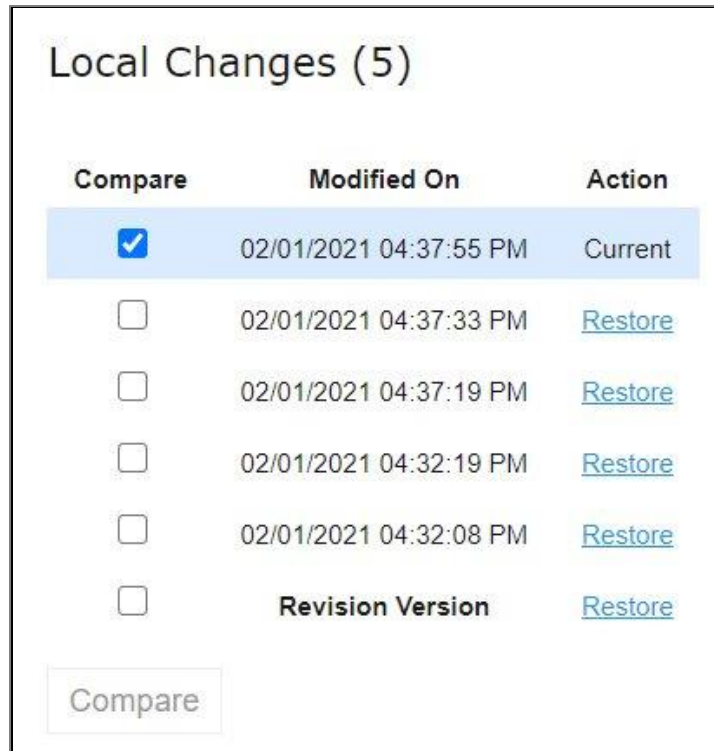 Local Changes (5)
Compare Modified On Action
02/01/2021 04:37:55 PM Current
02/01/2021 04:37:33 PM Restore
02/01/2021 04:37:19 PM Restore
02/01/2021 04:32:19 PM Restore
02/01/2021 04:32:08 PM Restore
Revision Version Restore
Compare